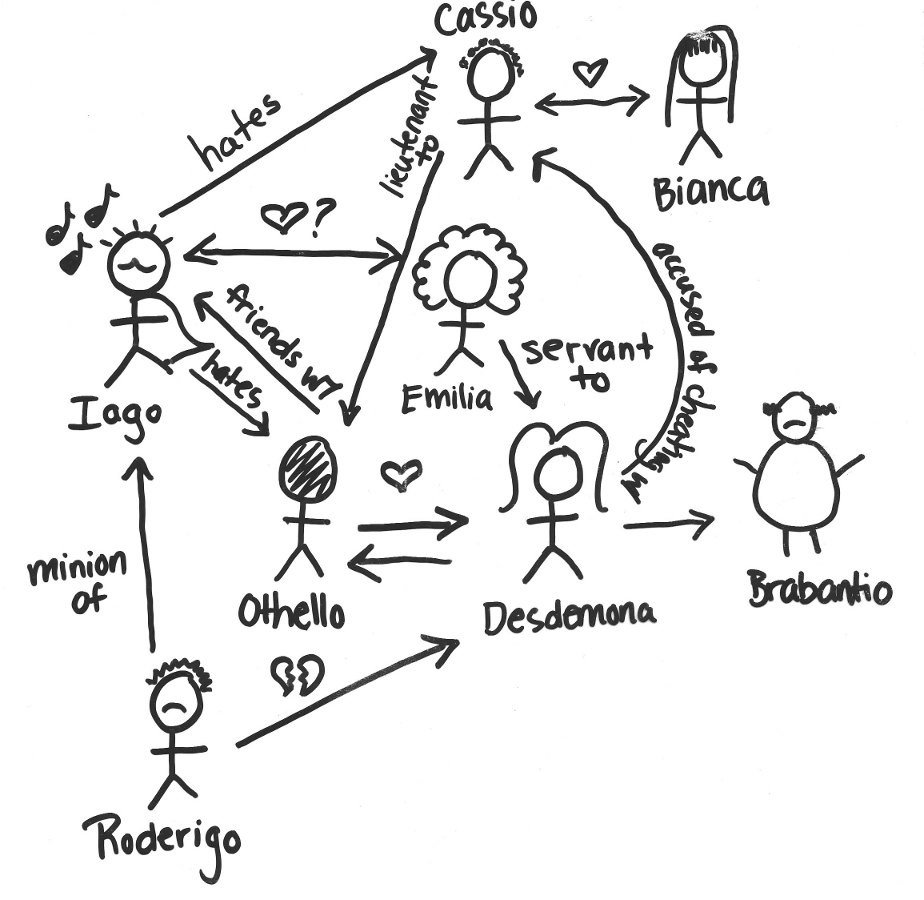 Cassio
hates
lieutenant
to
Bianca
?
friends w/
hates
Emilia
servant
to
accused of cheating w/
Iago
minion
of
Othello
Desdemona
Brabantio
Roderigo